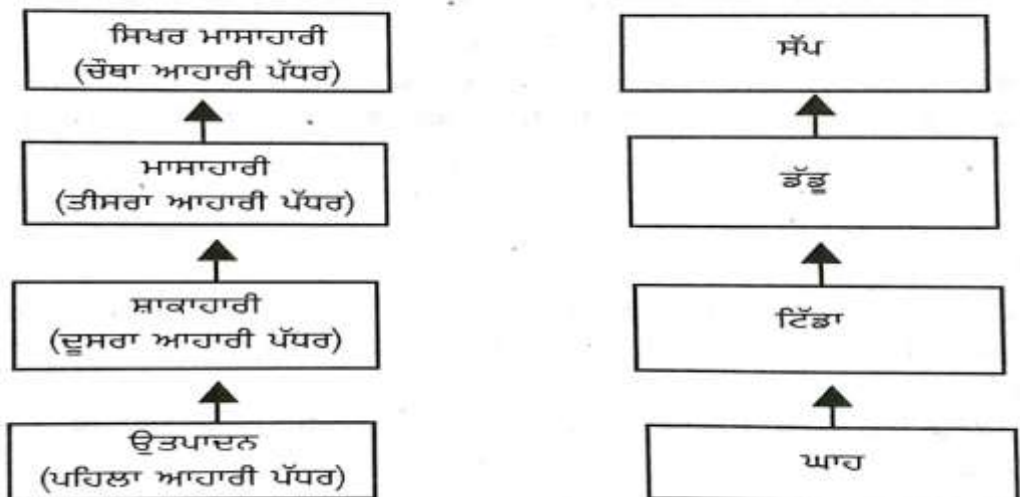 ਸਿਖਰ ਮਾਸਾਹਾਰੀ
(ਚੌਥਾ ਆਹਾਰੀ ਪੱਧਰ)
ਮਾਸਾਹਾਰੀ
(ਤੀਸਰਾ ਆਹਾਰੀ ਪੱਧਰ)
ਸ਼ਾਕਾਹਾਰੀ
(ਦੂਸਰਾ ਆਹਾਰੀ ਪੱਧਰ)
ਉਤਪਾਦਨ
(ਪਹਿਲਾ ਆਹਾਰੀ ਪੱਧਰ)
ਸੱਪ
ਡੱਡੂ
ਟਿੱਡਾ
ਘਾਹ